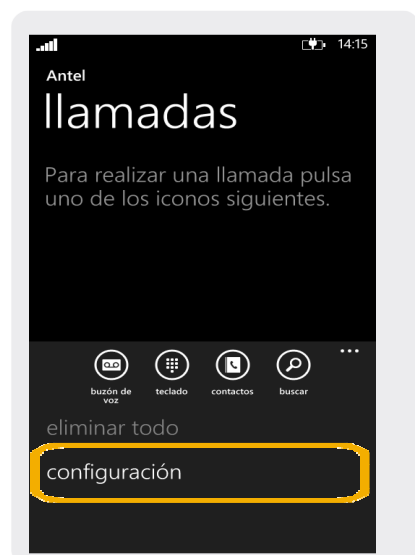 14:15
Antel
llamadas
Para realizar una llamada pulsa
uno de los iconos siguientes.
buzón de
voz
teclado
contactos
buscar
eliminar todo
configuración